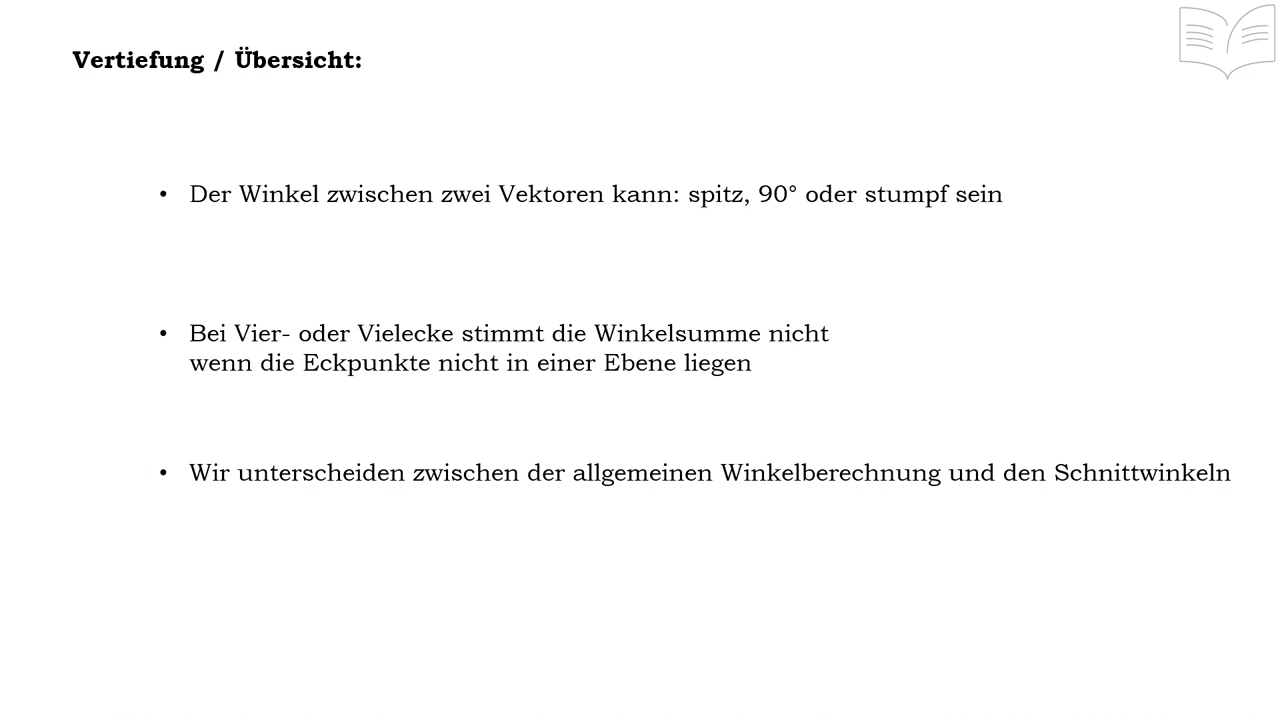 Vertiefung / Übersicht:
• Der Winkel zwischen zwei Vektoren kann: spitz, 90° oder stumpf sein
• Bei Vier- oder Vielecke stimmt die Winkelsumme nicht
wenn die Eckpunkte nicht in einer Ebene liegen
• Wir unterscheiden zwischen der allgemeinen Winkelberechnung und den Schnittwinkeln